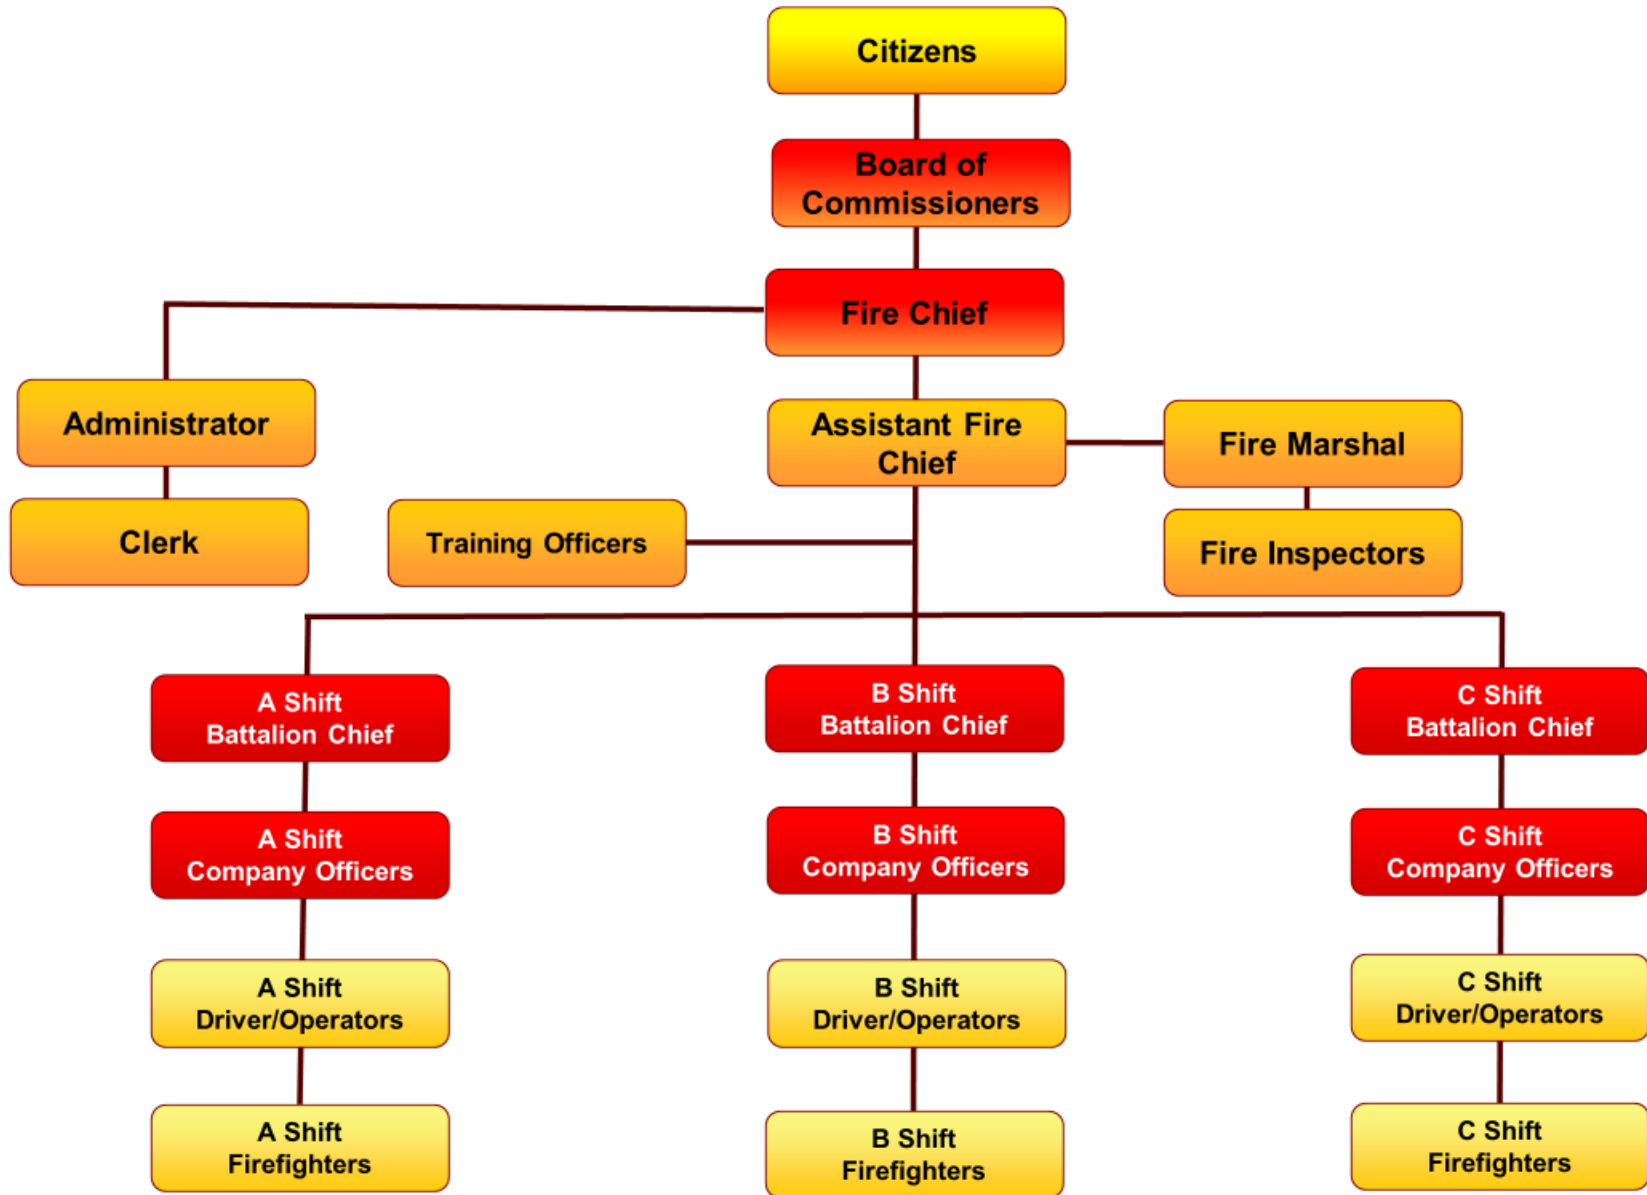 Citizens
Board of
Commissioners
Fire Chief
Administrator
Assistant Fire
Chief
Fire Marshal
Clerk
Training Officers
Fire Inspectors
A Shift
Battalion Chief
B Shift
Battalion Chief
C Shift
Battalion Chief
A Shift
Company Officers
B Shift
Company Officers
C Shift
Company Officers
A Shift
Driver/Operators
B Shift
Driver/Operators
C Shift
Driver/Operators
A Shift
Firefighters
B Shift
Firefighters
C Shift
Firefighters